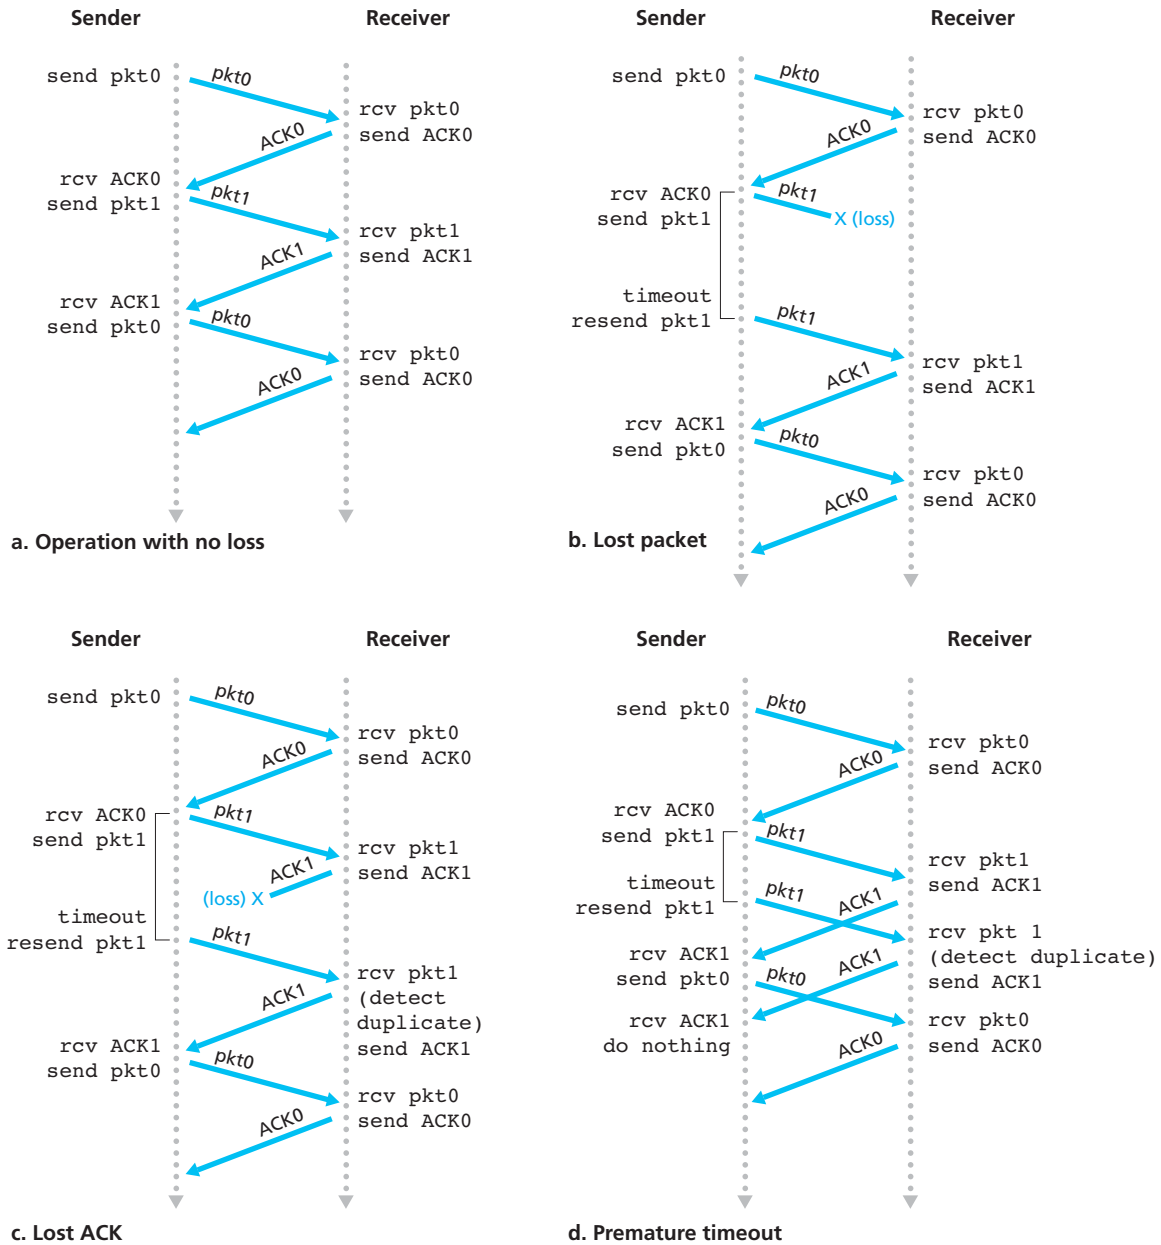 Sender Receiver
send pkt0
pkt0
rcv pkt0
send ACK0
ACK0
rcv ACK0
send pkt1
pkt1
rcv pkt1
send ACK1
ACK1
rcv ACK1
send pkt0
pkt0
rcv pkt0
send ACK0
ACK0
a. Operation with no loss
Sender Receiver
send pkt0
pkt0
rcv pkt0
send ACK0
ACK0
rcv ACK0
send pkt1
pkt1
X (loss)
timeout
resend pkt1
pkt1
rcv pkt1
send ACK1
ACK1
rcv ACK1
send pkt0
pkt0
rcv pkt0
send ACK0
ACK0
b. Lost packet
Sender Receiver
send pkt0
pkt0
rcv pkt0
send ACK0
ACK0
rcv ACK0
send pkt1
pkt1
rcv pkt1
send ACK1
ACK1
(loss) X
timeout
resend pkt1
pkt1
rcv pkt1
(detect
duplicate)
send ACK1
ACK1
rcv ACK1
send pkt0
pkt0
rcv pkt0
send ACK0
ACK0
c. Lost ACK
Sender Receiver
send pkt0
pkt0
rcv pkt0
send ACK0
ACK0
rcv ACK0
send pkt1
pkt1
rcv pkt1
send ACK1
timeout
resend pkt1
pkt1
ACK1
rcv pkt 1
(detect duplicate)
send ACK1
rcv ACK1
send pkt0
ACK1
pkt0
rcv ACK1
do nothing
rcv pkt0
send ACK0
ACK0
d. Premature timeout